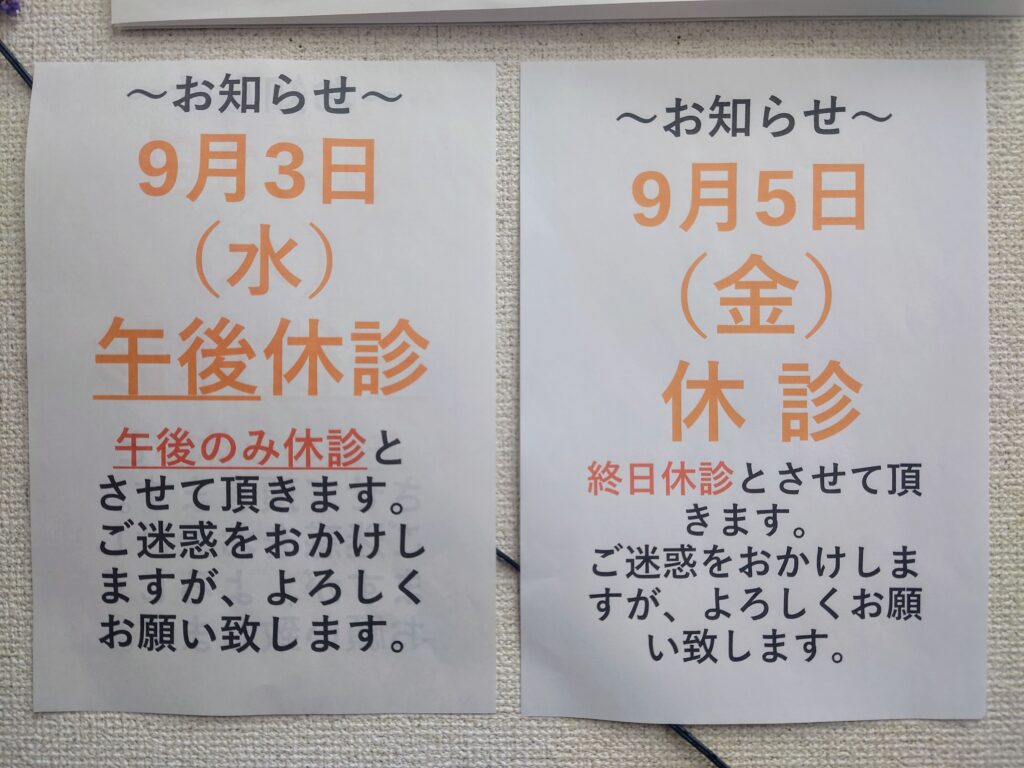 ～お知らせ～
9月3日
（水）
午後休診
午後のみ休診と
させて頂きます。
ご迷惑をおかけし
ますが、よろしく
お願い致します。
～お知らせ～
9月5日
（金）
休 診
終日休診とさせて頂
きます。
ご迷惑をおかけしま
すが、よろしくお願
い致します。